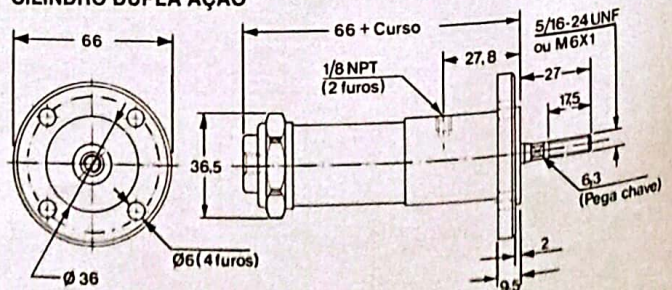 CILINDRO DUPLA AÇÃO
66
66 + Curso
5/16-24 UNF
ou M6X1
27,8
27
1/8 NPT
(2 furos)
17,5
36,5
6,3
(Pega chave)
Ø6 (4 furos)
2
Ø 36
9,5